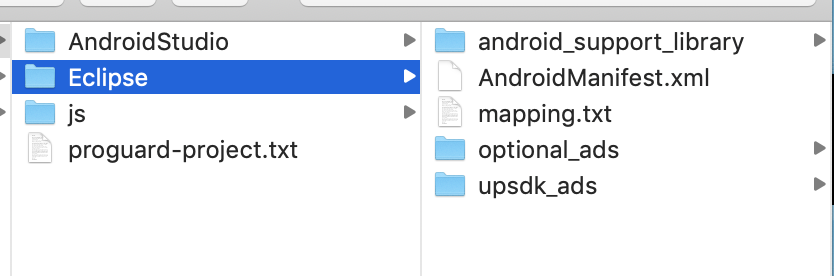 AndroidStudio
Eclipse
js
proguard-project.txt
android_support_library
AndroidManifest.xml
mapping.txt
optional_ads
upsdk_ads